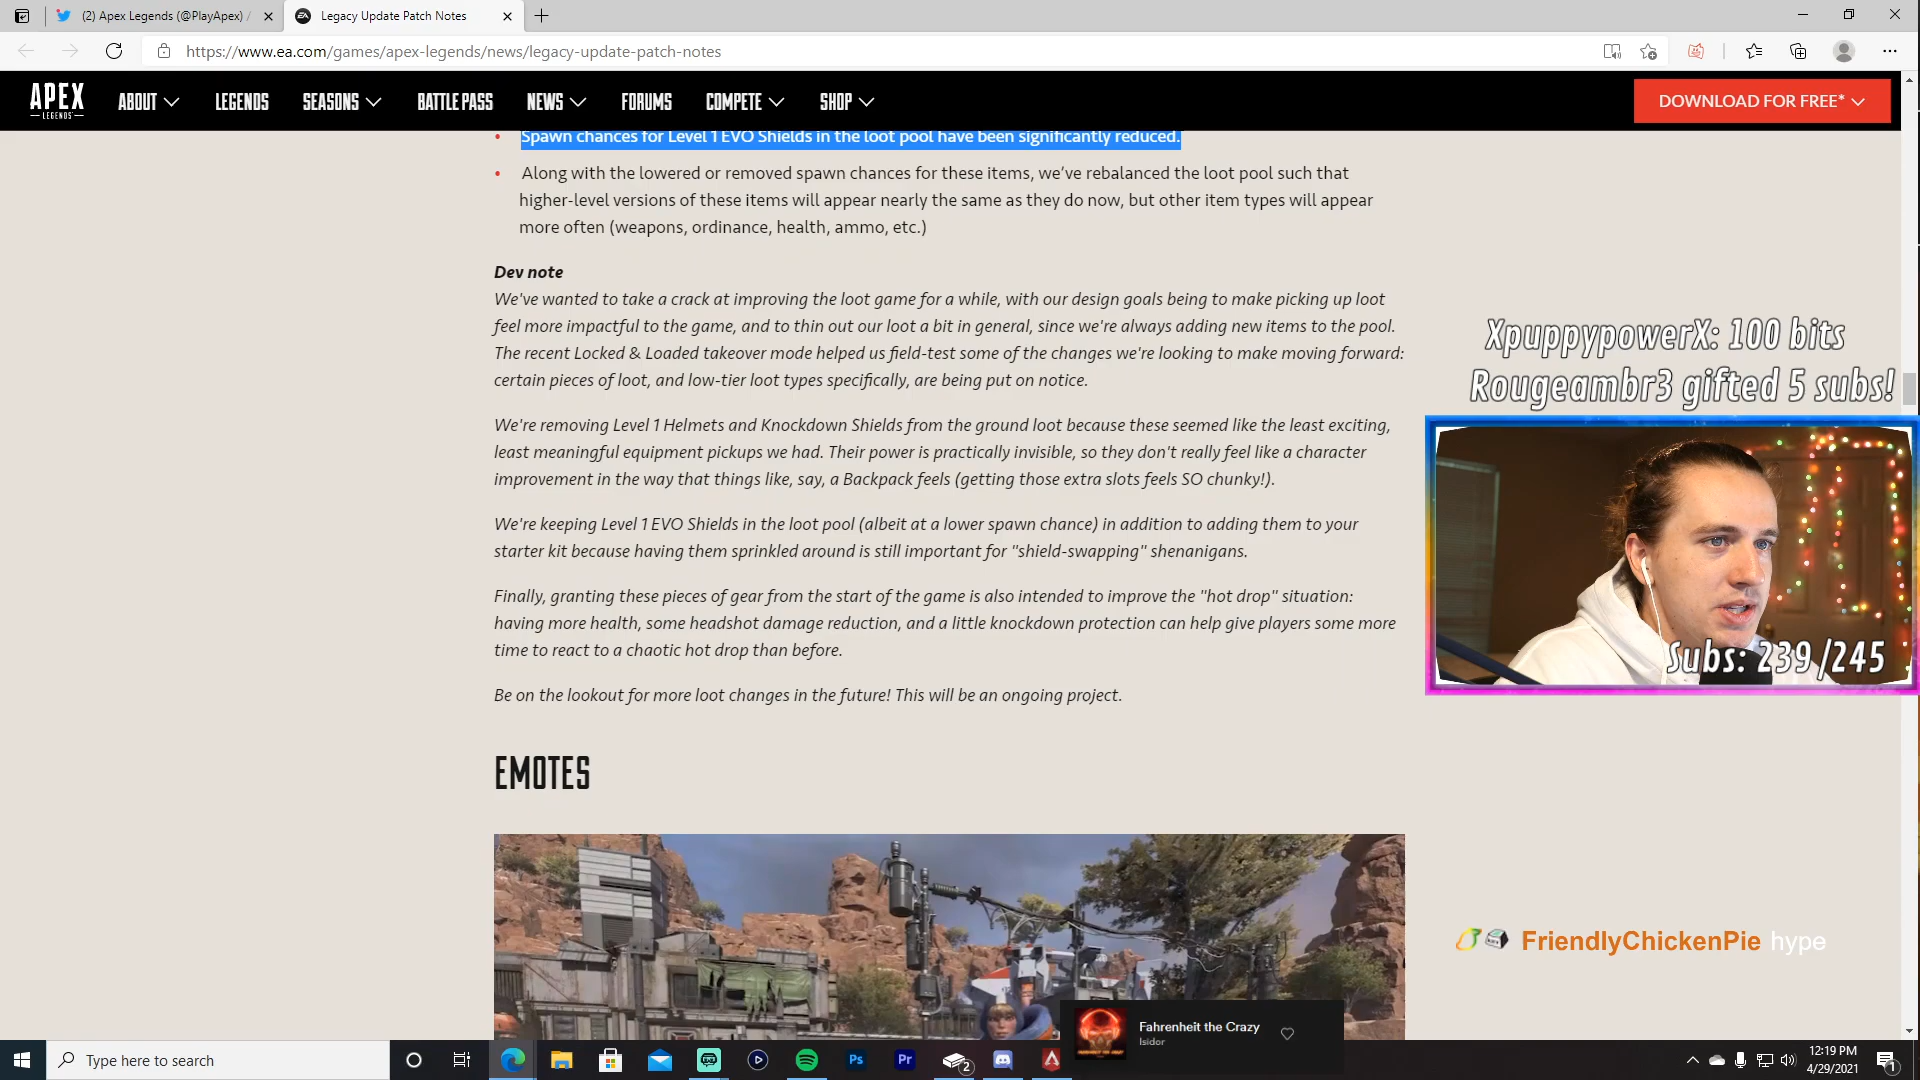 (2) Apex Legends (@PlayApex) /
Legacy Update Patch Notes
https://www.ea.com/games/apex-legends/news/legacy-update-patch-notes
APEX
LEGENDS
ABOUT
LEGENDS
SEASONS
BATTLE PASS
NEWS
FORUMS
COMPETE
SHOP
DOWNLOAD FOR FREE*
• Spawn chances for Level 1 EVO Shields in the loot pool have been significantly reduced.
• Along with the lowered or removed spawn chances for these items, we've rebalanced the loot pool such that
higher-level versions of these items will appear nearly the same as they do now, but other item types will appear
more often (weapons, ordinance, health, ammo, etc.)
Dev note
We've wanted to take a crack at improving the loot game for a while, with our design goals being to make picking up loot
feel more impactful to the game, and to thin out our loot a bit in general, since we're always adding new items to the pool.
The recent Locked & Loaded takeover mode helped us field-test some of the changes we're looking to make moving forward:
certain pieces of loot, and low-tier loot types specifically, are being put on notice.
We're removing Level 1 Helmets and Knockdown Shields from the ground loot because these seemed like the least exciting,
least meaningful equipment pickups we had. Their power is practically invisible, so they don't really feel like a character
improvement in the way that things like, say, a Backpack feels (getting those extra slots feels SO chunky!).
We're keeping Level 1 EVO Shields in the loot pool (albeit at a lower spawn chance) in addition to adding them to your
starter kit because having them sprinkled around is still important for "shield-swapping" shenanigans.
Finally, granting these pieces of gear from the start of the game is also intended to improve the "hot drop" situation:
having more health, some headshot damage reduction, and a little knockdown protection can help give players some more
time to react to a chaotic hot drop than before.
Be on the lookout for more loot changes in the future! This will be an ongoing project.
EMOTES
XpuppypowerX: 100 bits
Rougeambr3 gifted 5 subs!
Subs: 239/245
FriendlyChickenPie hype
Fahrenheit the Crazy
Isidor
Type here to search
Ps
Pr
2
12:19 PM
4/29/2021
1